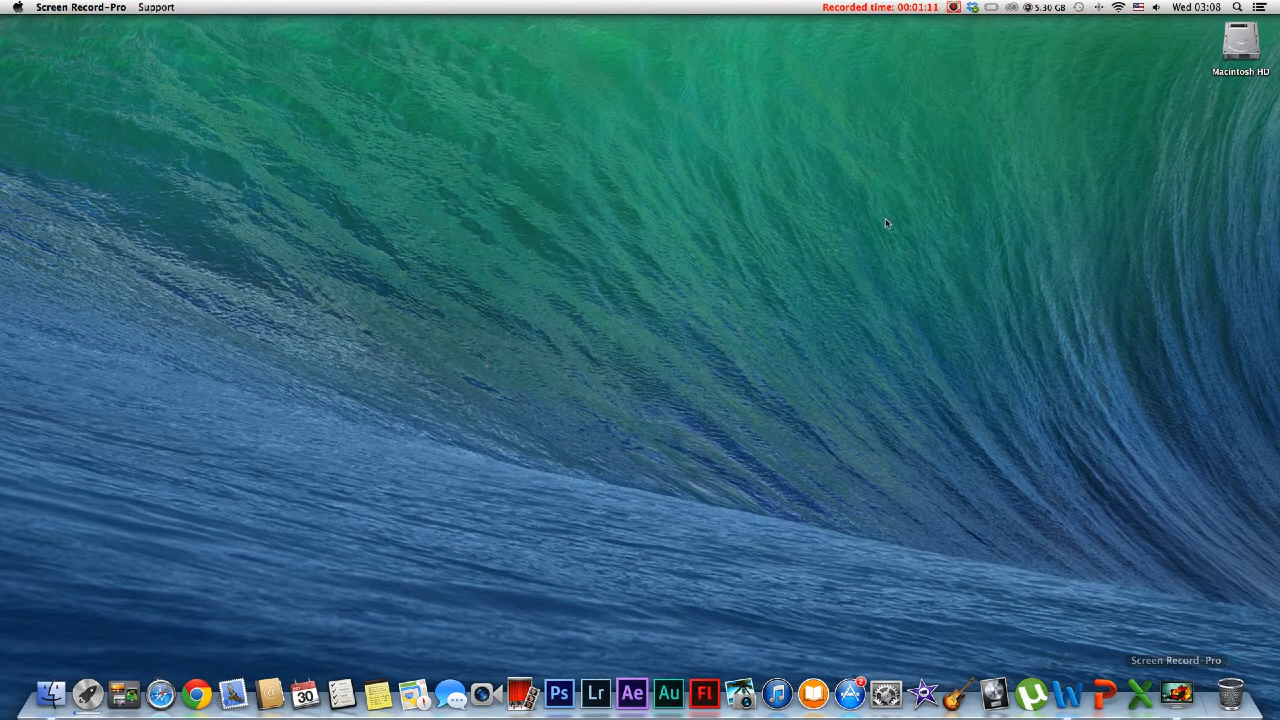 Screen Record-Pro Support Recorded time: 00:01:11 5.30 GB Wed 03:08
Macintosh HD
Screen Record-Pro
30 Ps Lr Ae Au Fl 2 W P X